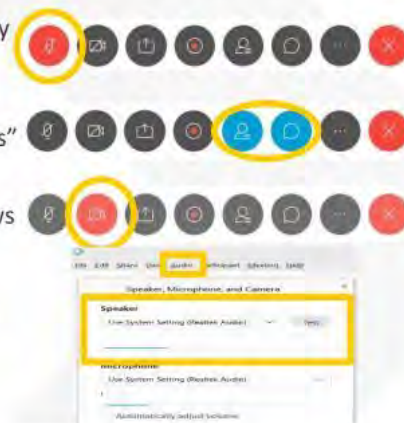 y
s"
ws
Edit Share View Audio Participant Meeting Help
Speaker, Microphone, and Camera
Speaker
Use System Setting (Realtek Audio)
Test
Microphone
Use System Setting (Realtek Audio)
Automatically adjust volume